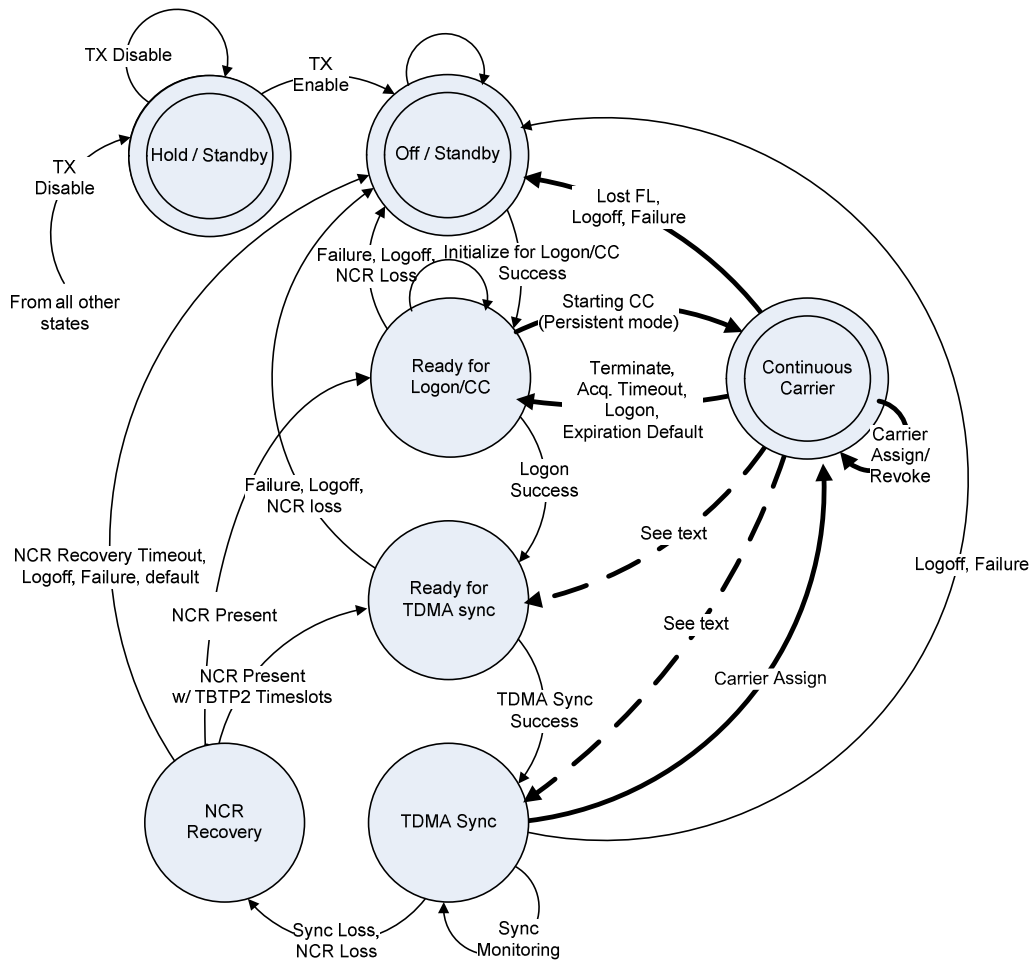 TX Disable
TX
Enable
Hold / Standby
Off / Standby
TX
Disable
From all other
states
Lost FL,
Logoff, Failure
Failure, Logoff,
NCR Loss
Initialize for Logon/CC
Success
Starting CC
(Persistent mode)
Ready for
Logon/CC
Continuous
Carrier
Terminate,
Acq. Timeout,
Logon,
Expiration Default
Carrier
Assign/
Revoke
Logon
Success
Failure, Logoff,
NCR loss
See text
NCR Recovery Timeout,
Logoff, Failure, default
Logoff, Failure
Ready for
TDMA sync
NCR Present
See text
NCR Present
w/ TBTP2 Timeslots
Carrier Assign
TDMA Sync
Success
NCR
Recovery
TDMA Sync
Sync Loss,
NCR Loss
Sync
Monitoring